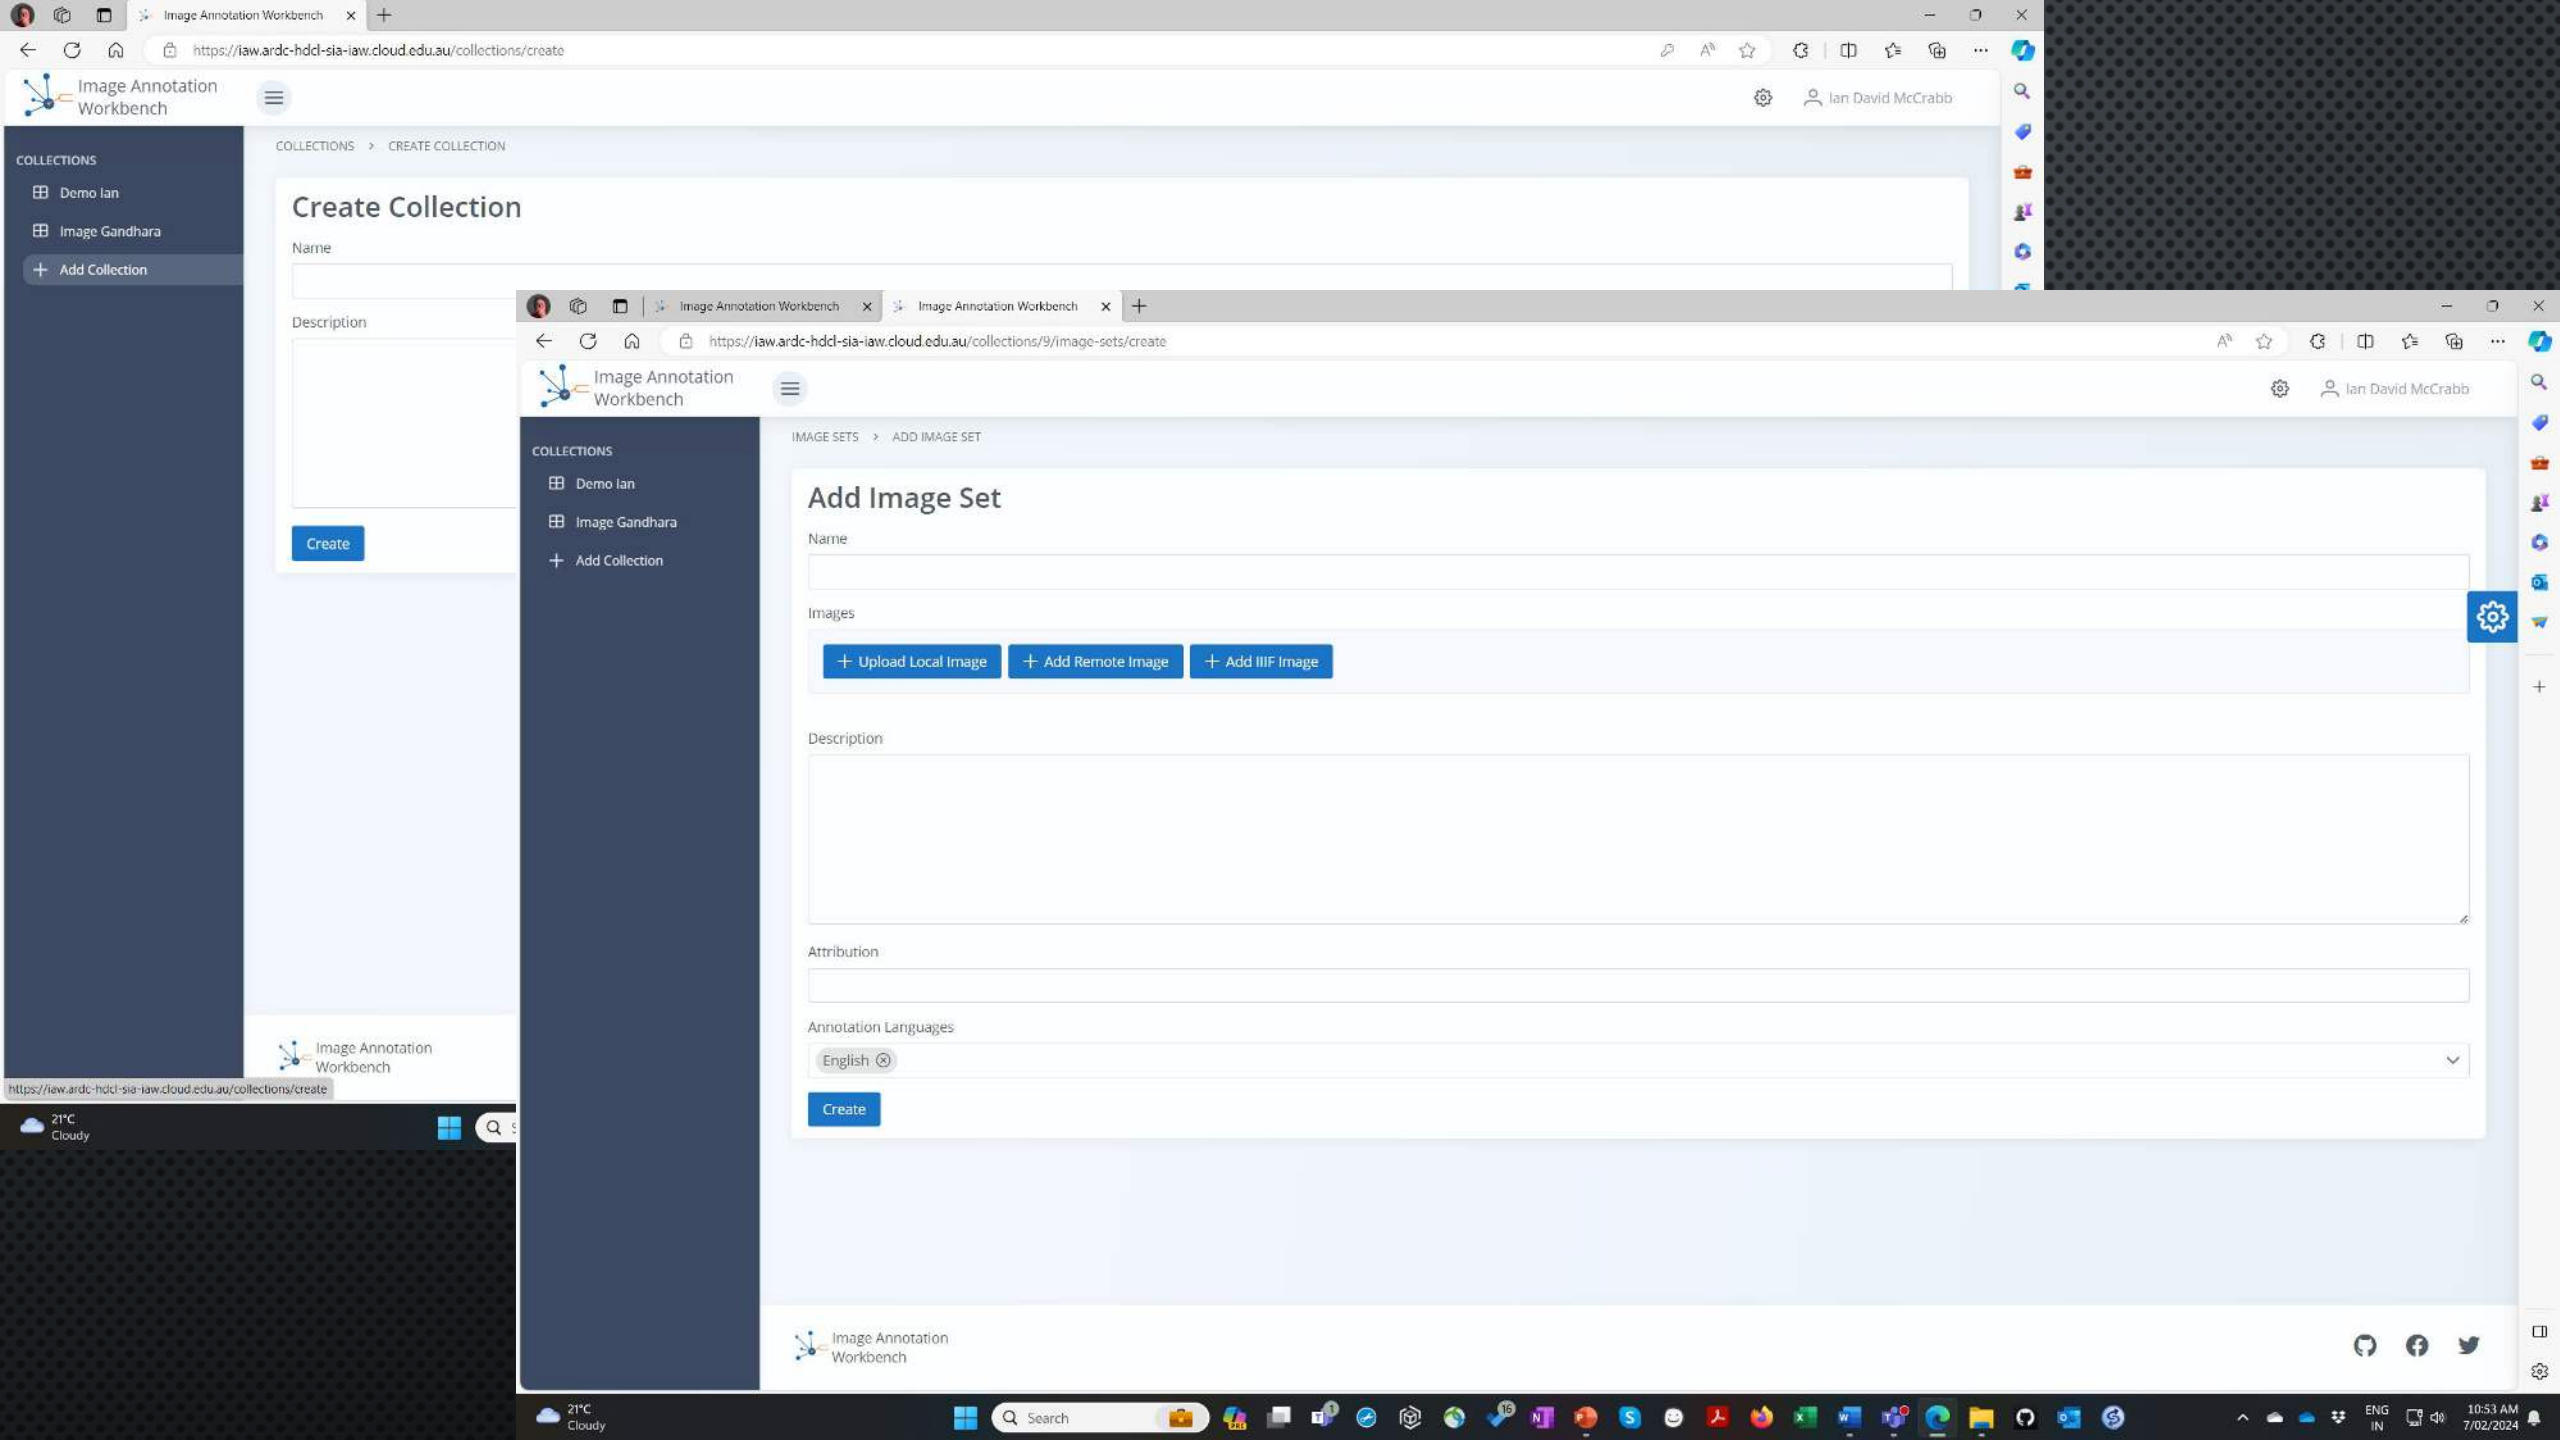 Image Annotation Workbench
https://iaw.ardc-hdcl-sia-iaw.cloud.edu.au/collections/create
Image Annotation
Workbench
Ian David McCrabb
COLLECTIONS
Demo Ian
Image Gandhara
Add Collection
COLLECTIONS > CREATE COLLECTION
Create Collection
Name
Description
Create
Image Annotation
Workbench
https://iaw.ardc-hdcl-sia-iaw.cloud.edu.au/collections/create
21°C
Cloudy
Image Annotation Workbench
Image Annotation Workbench
https://iaw.ardc-hdcl-sia-iaw.cloud.edu.au/collections/9/image-sets/create
Image Annotation
Workbench
Ian David McCrabb
COLLECTIONS
Demo Ian
Image Gandhara
Add Collection
IMAGE SETS > ADD IMAGE SET
Add Image Set
Name
Images
+ Upload Local Image + Add Remote Image + Add IIIF Image
Description
Attribution
Annotation Languages
English
Create
Image Annotation
Workbench
21°C
Cloudy
Search
16
ENG
IN
10:53 AM
7/02/2024